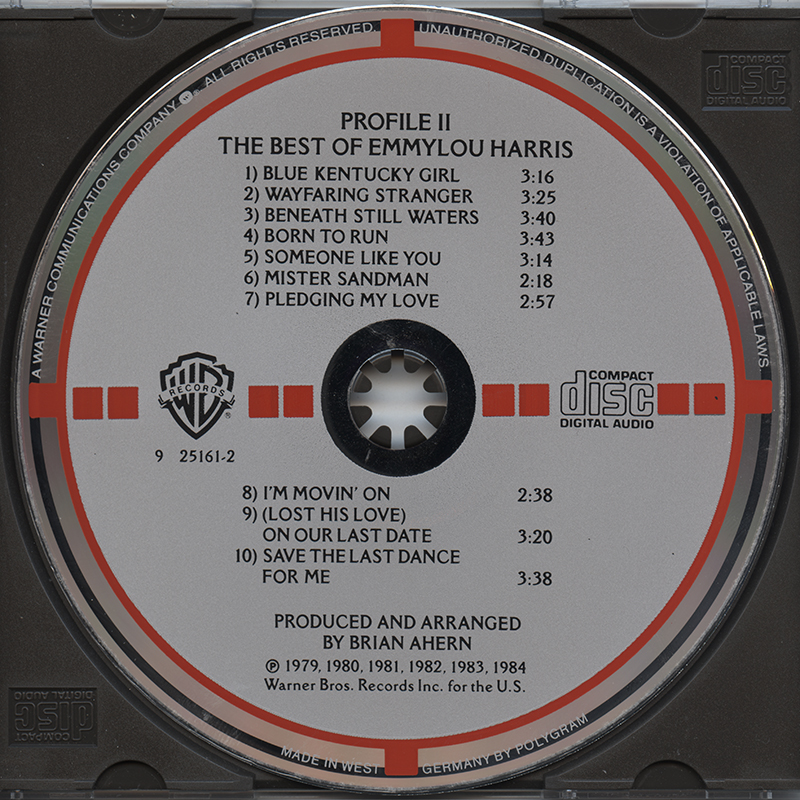 A WARNER COMMUNICATIONS COMPANY ALL RIGHTS RESERVED. UNAUTHORIZED DUPLICATION IS A VIOLATION OF APPLICABLE LAWS
COMPACT
disc
DIGITAL AUDIO
PROFILE II
THE BEST OF EMMYLOU HARRIS
1) BLUE KENTUCKY GIRL 3:16
2) WAYFARING STRANGER 3:25
3) BENEATH STILL WATERS 3:40
4) BORN TO RUN 3:43
5) SOMEONE LIKE YOU 3:14
6) MISTER SANDMAN 2:18
7) PLEDGING MY LOVE 2:57
WB
RECORDS
®
COMPACT
disc
DIGITAL AUDIO
9 25161-2
8) I'M MOVIN' ON 2:38
9) (LOST HIS LOVE)
ON OUR LAST DATE 3:20
10) SAVE THE LAST DANCE
FOR ME 3:38
PRODUCED AND ARRANGED
BY BRIAN AHERN
℗ 1979, 1980, 1981, 1982, 1983, 1984
Warner Bros. Records Inc. for the U.S.
COMPACT
disc
DIGITAL AUDIO
MADE IN WEST GERMANY BY POLYGRAM